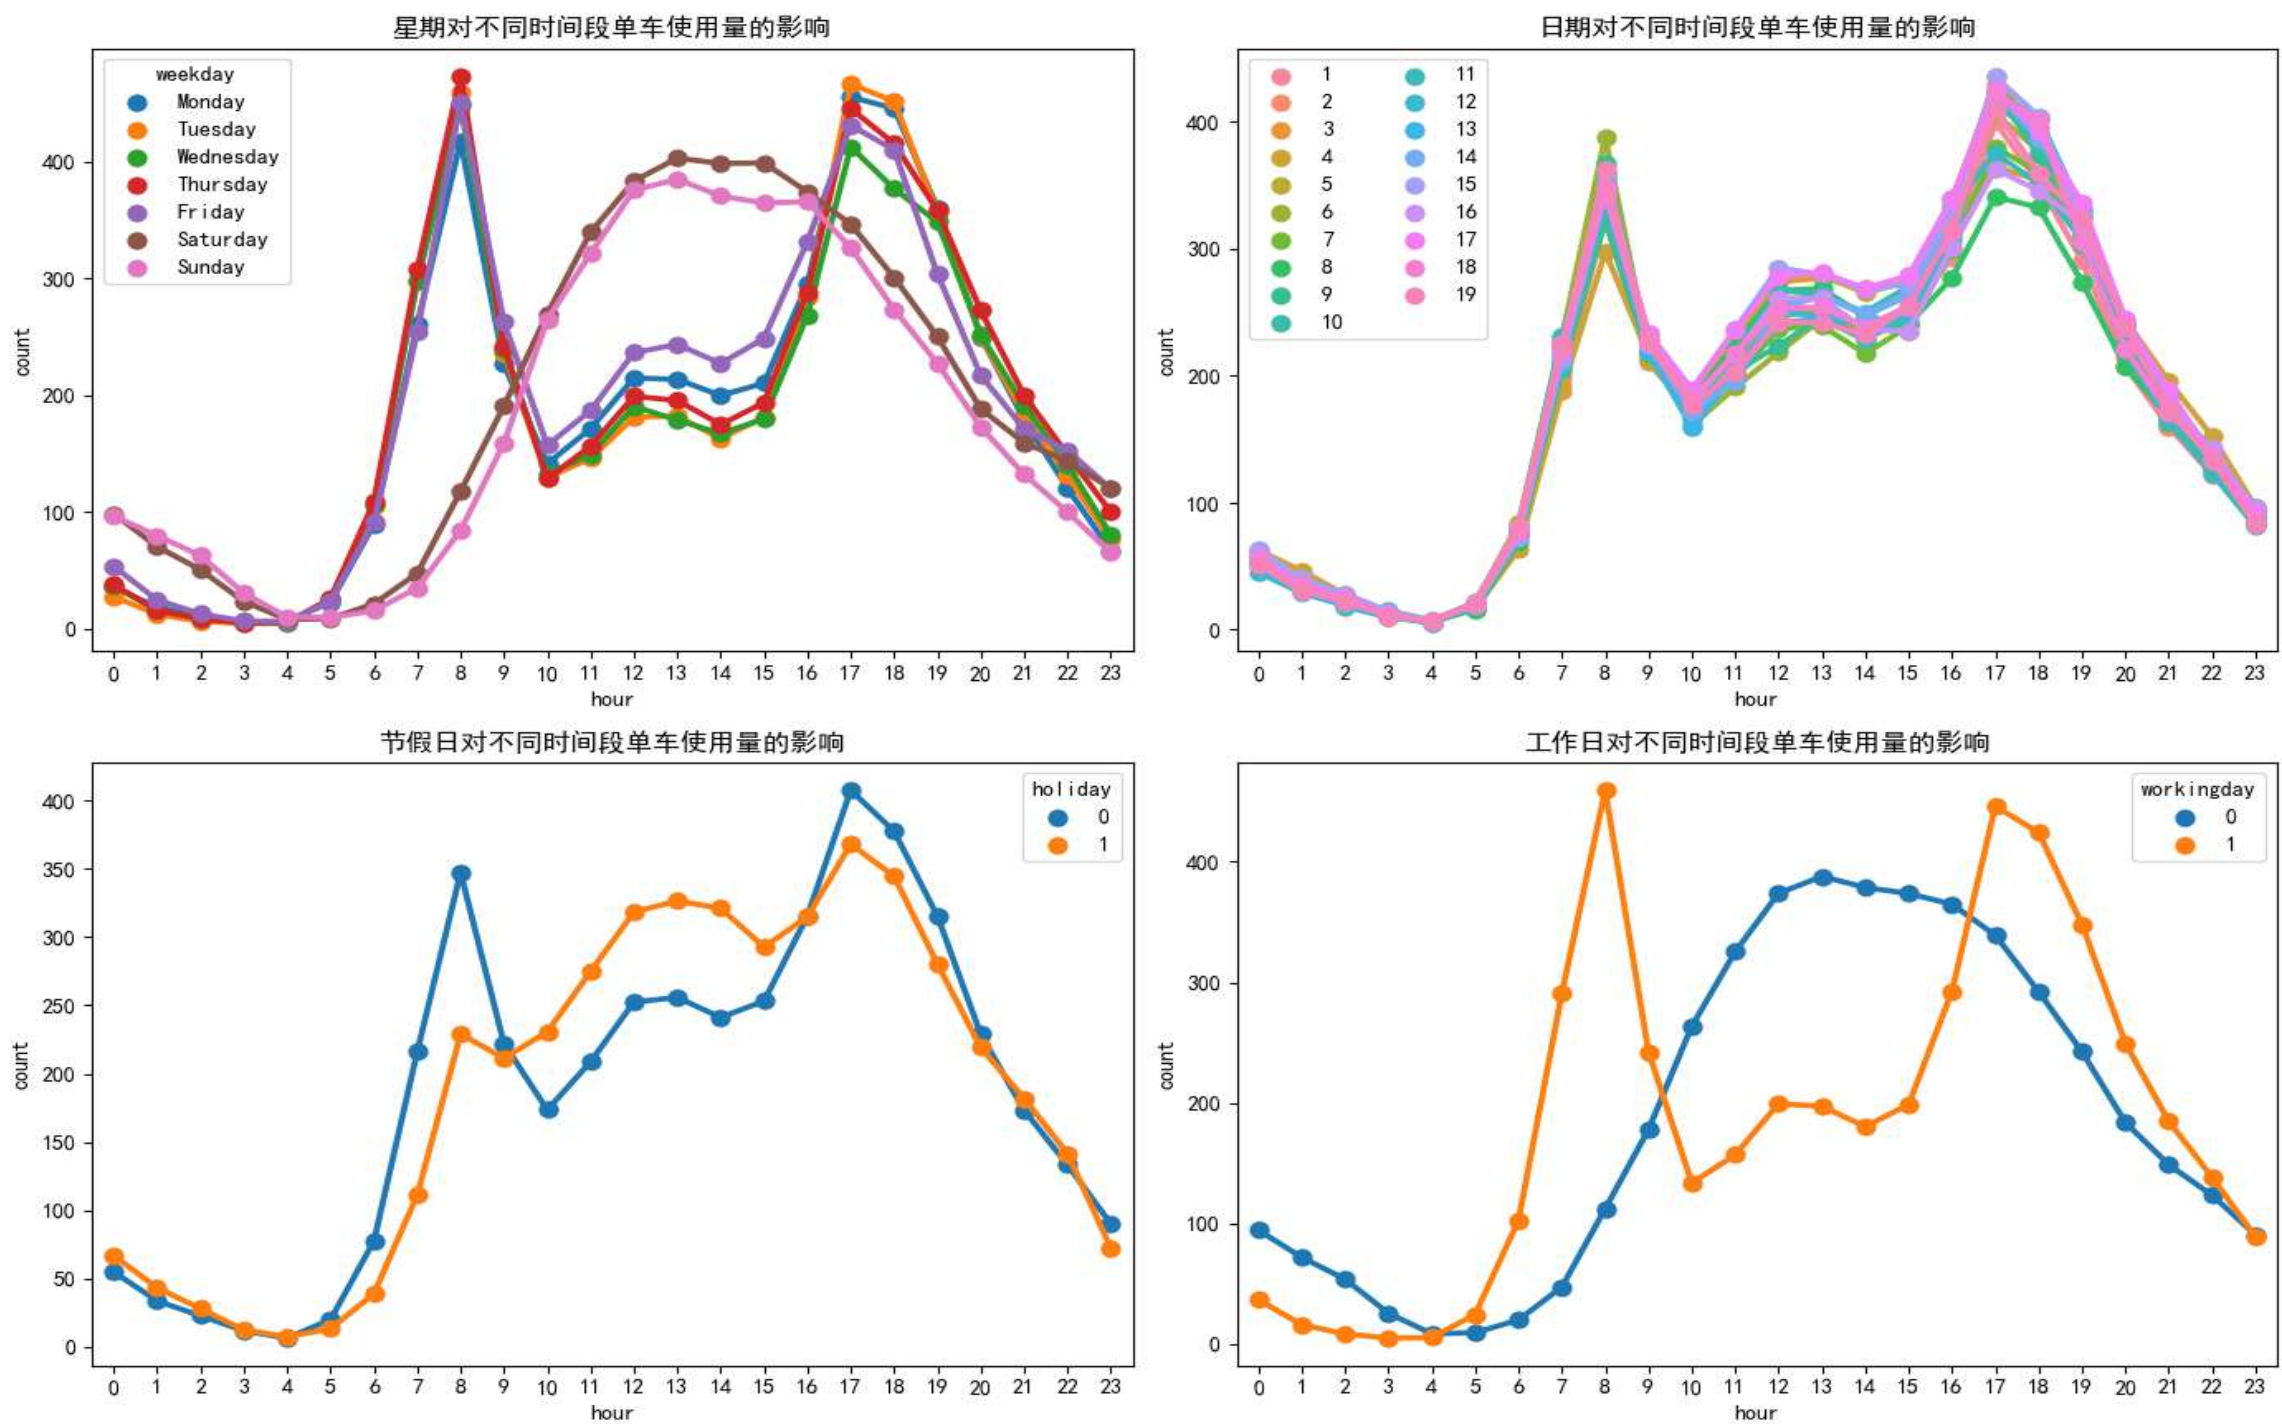 星期对不同时间段单车使用量的影响
weekday
Monday
Tuesday
Wednesday
Thursday
Friday
Saturday
Sunday
400
300
200
100
0
count
0 1 2 3 4 5 6 7 8 9 10 11 12 13 14 15 16 17 18 19 20 21 22 23
hour
日期对不同时间段单车使用量的影响
1 11
2 12
3 13
4 14
5 15
6 16
7 17
8 18
9 19
10
400
300
200
100
0
count
0 1 2 3 4 5 6 7 8 9 10 11 12 13 14 15 16 17 18 19 20 21 22 23
hour
节假日对不同时间段单车使用量的影响
holiday
0
1
400
350
300
250
200
150
100
50
0
count
0 1 2 3 4 5 6 7 8 9 10 11 12 13 14 15 16 17 18 19 20 21 22 23
hour
工作日对不同时间段单车使用量的影响
workingday
0
1
400
300
200
100
0
count
0 1 2 3 4 5 6 7 8 9 10 11 12 13 14 15 16 17 18 19 20 21 22 23
hour